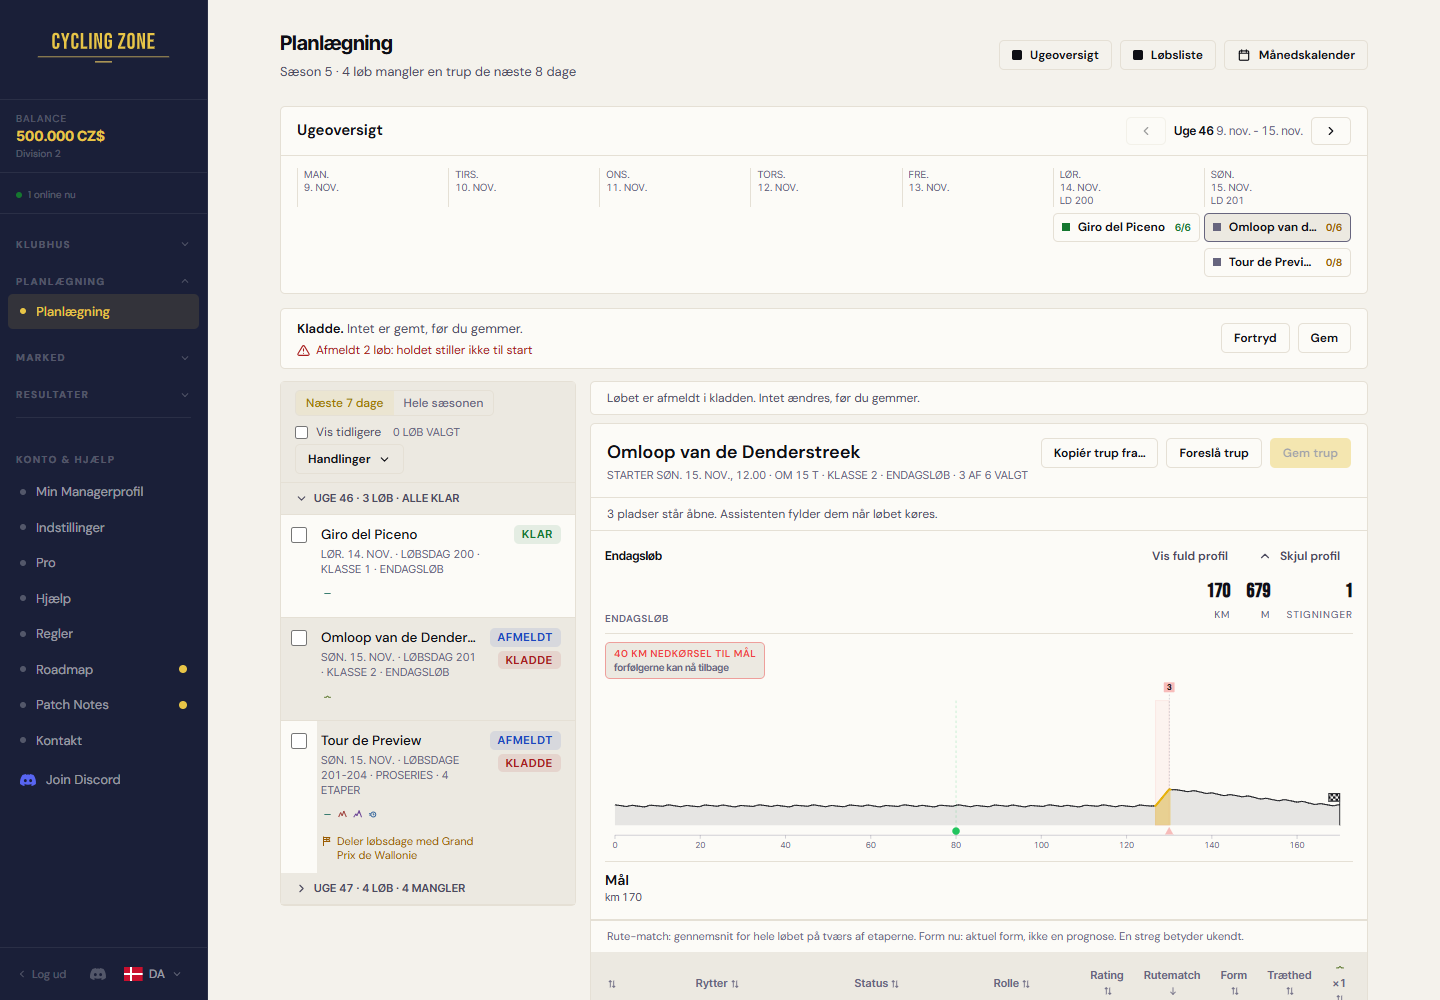 CYCLING ZONE
BALANCE
500.000 CZ$
Division 2
1 online nu
KLUBHUS
PLANLÆGNING
Planlægning
MARKED
RESULTATER
KONTO & HJÆLP
Min Managerprofil
Indstillinger
Pro
Hjælp
Regler
Roadmap
Patch Notes
Kontakt
Join Discord
Log ud
DA
Planlægning
Sæson 5 · 4 løb mangler en trup de næste 8 dage
Ugeoversigt
Løbsliste
Månedskalender
Ugeoversigt
Uge 46 9. nov. - 15. nov.
MAN.
9. NOV.
TIRS.
10. NOV.
ONS.
11. NOV.
TORS.
12. NOV.
FRE.
13. NOV.
LØR.
14. NOV.
LD 200
SØN.
15. NOV.
LD 201
Giro del Piceno 6/6
Omloop van d... 0/6
Tour de Previ... 0/8
Kladde. Intet er gemt, før du gemmer.
Afmeldt 2 løb: holdet stiller ikke til start
Fortryd
Gem
Næste 7 dage
Hele sæsonen
Vis tidligere
0 LØB VALGT
Handlinger
UGE 46 · 3 LØB · ALLE KLAR
Giro del Piceno
KLAR
LØR. 14. NOV. · LØBSDAG 200 ·
KLASSE 1 · ENDAGSLØB
Omloop van de Dender...
AFMELDT
KLADDE
SØN. 15. NOV. · LØBSDAG 201
· KLASSE 2 · ENDAGSLØB
Tour de Preview
AFMELDT
KLADDE
SØN. 15. NOV. · LØBSDAGE
201-204 · PROSERIES · 4
ETAPER
Deler løbsdage med Grand
Prix de Wallonie
UGE 47 · 4 LØB · 4 MANGLER
Løbet er afmeldt i kladden. Intet ændres, før du gemmer.
Omloop van de Denderstreek
STARTER SØN. 15. NOV., 12.00 · OM 15 T · KLASSE 2 · ENDAGSLØB · 3 AF 6 VALGT
Kopiér trup fra...
Foreslå trup
Gem trup
3 pladser står åbne. Assistenten fylder dem når løbet køres.
Endagsløb
Vis fuld profil
Skjul profil
170
KM
679
M
1
STIGNINGER
ENDAGSLØB
40 KM NEDKØRSEL TIL MÅL
forfølgerne kan nå tilbage
3
0 20 40 60 80 100 120 140 160
Mål
km 170
Rute-match: gennemsnit for hele løbet på tværs af etaperne. Form nu: aktuel form, ikke en prognose. En streg betyder ukendt.
Rytter
Status
Rolle
Rating
Rutematch
Form
Træthed
×1